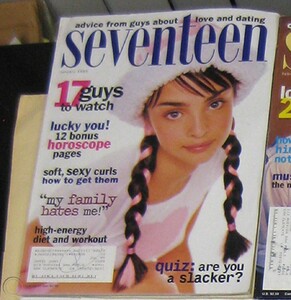 advice from guys about love and dating
seventeen
17 guys
to watch
lucky you!
12 bonus
horoscope
pages
soft, sexy curls
how to get them
"my family
hates me!"
high-energy
diet and workout
quiz: are you
a slacker?